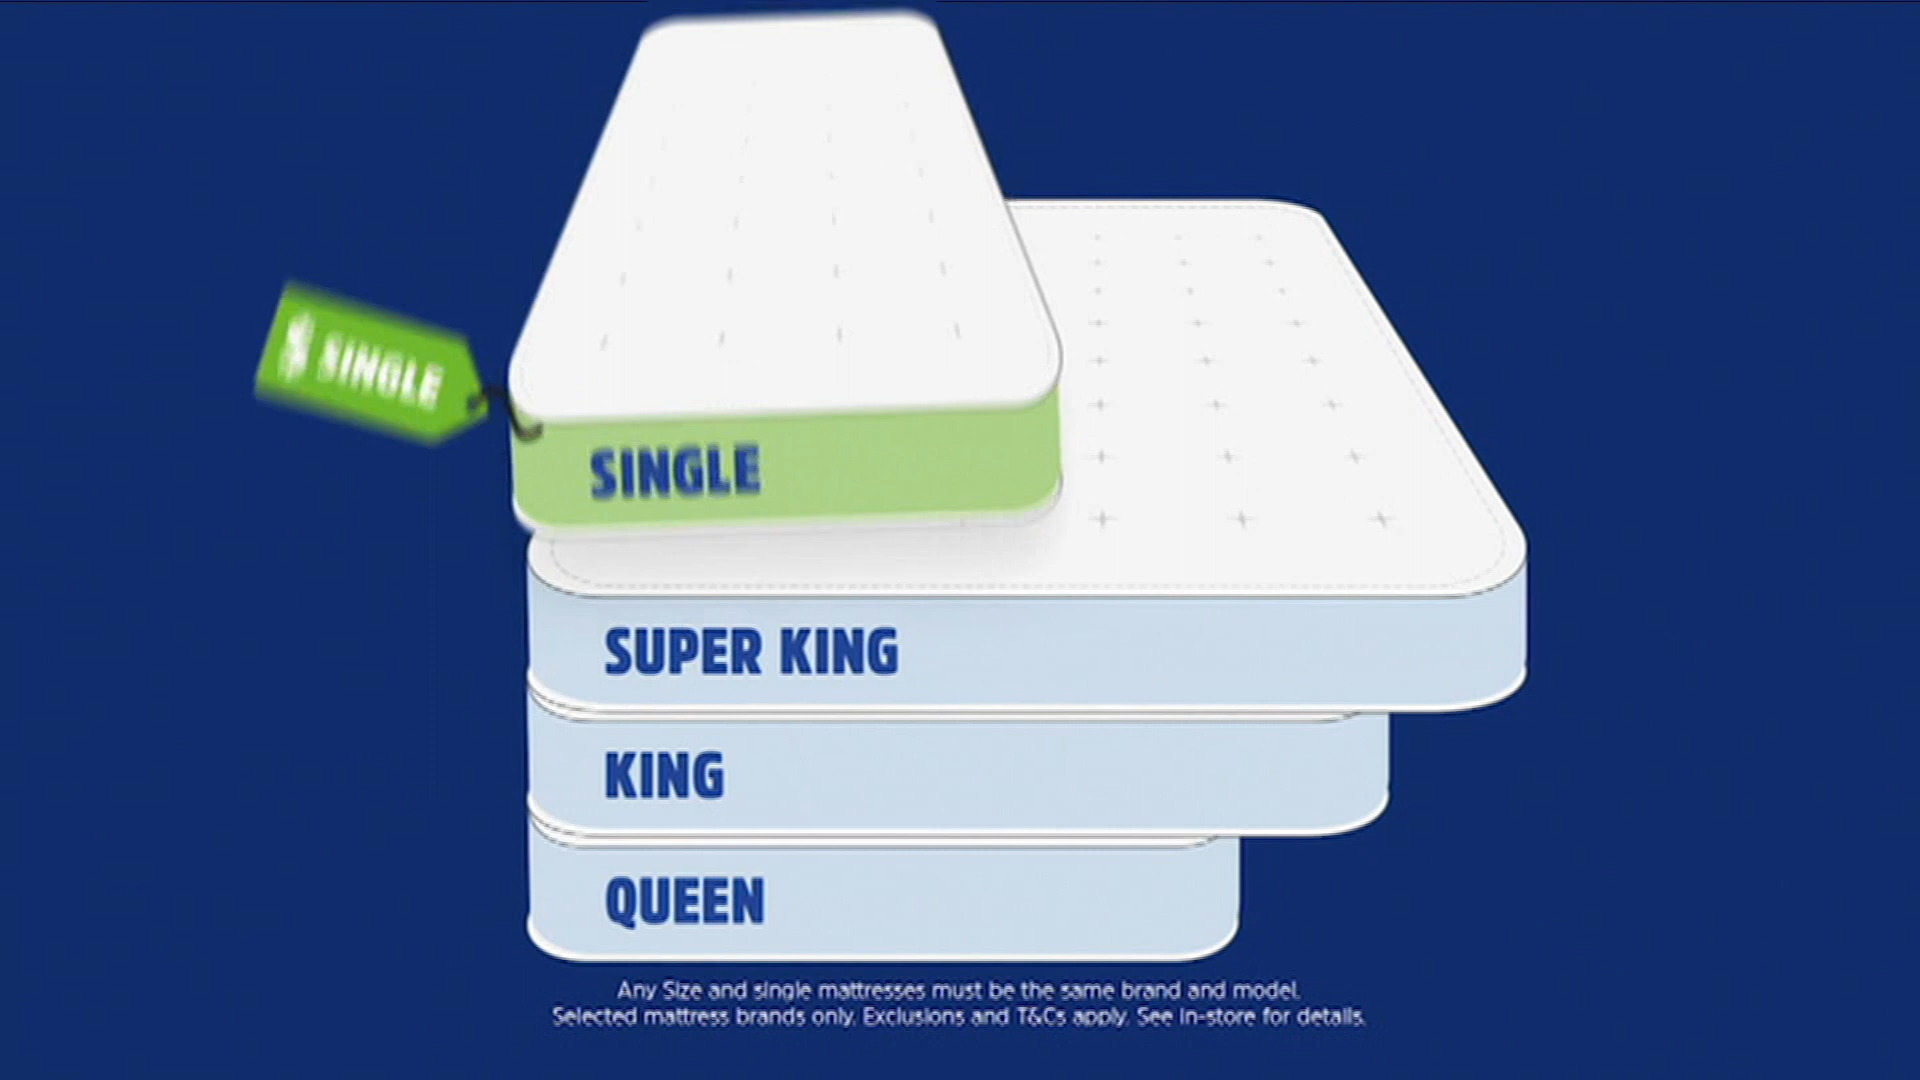 SINGLE
SINGLE
SUPER KING
KING
QUEEN
Any Size and single mattresses must be the same brand and model.
Selected mattress brands only. Exclusions and T&Cs apply. See in-store for details.